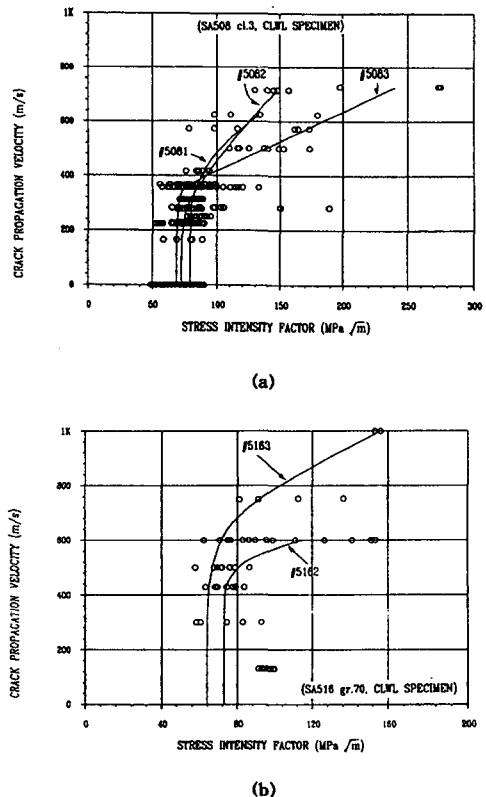 (SA508 cl.3, CLWL SPECIMEN)
#5082
#5083
#5081
1K
800
600
400
200
0
CRACK PROPAGATION VELOCITY (m/s)
0 50 100 150 200 250 300
STRESS INTENSITY FACTOR (MPa √m)
(a)
#5163
#5162
1K
800
600
400
200
0
CRACK PROPAGATION VELOCITY (m/s)
(SA516 gr.70, CLWL SPECIMEN)
0 40 80 120 160 200
STRESS INTENSITY FACTOR (MPa √m)
(b)